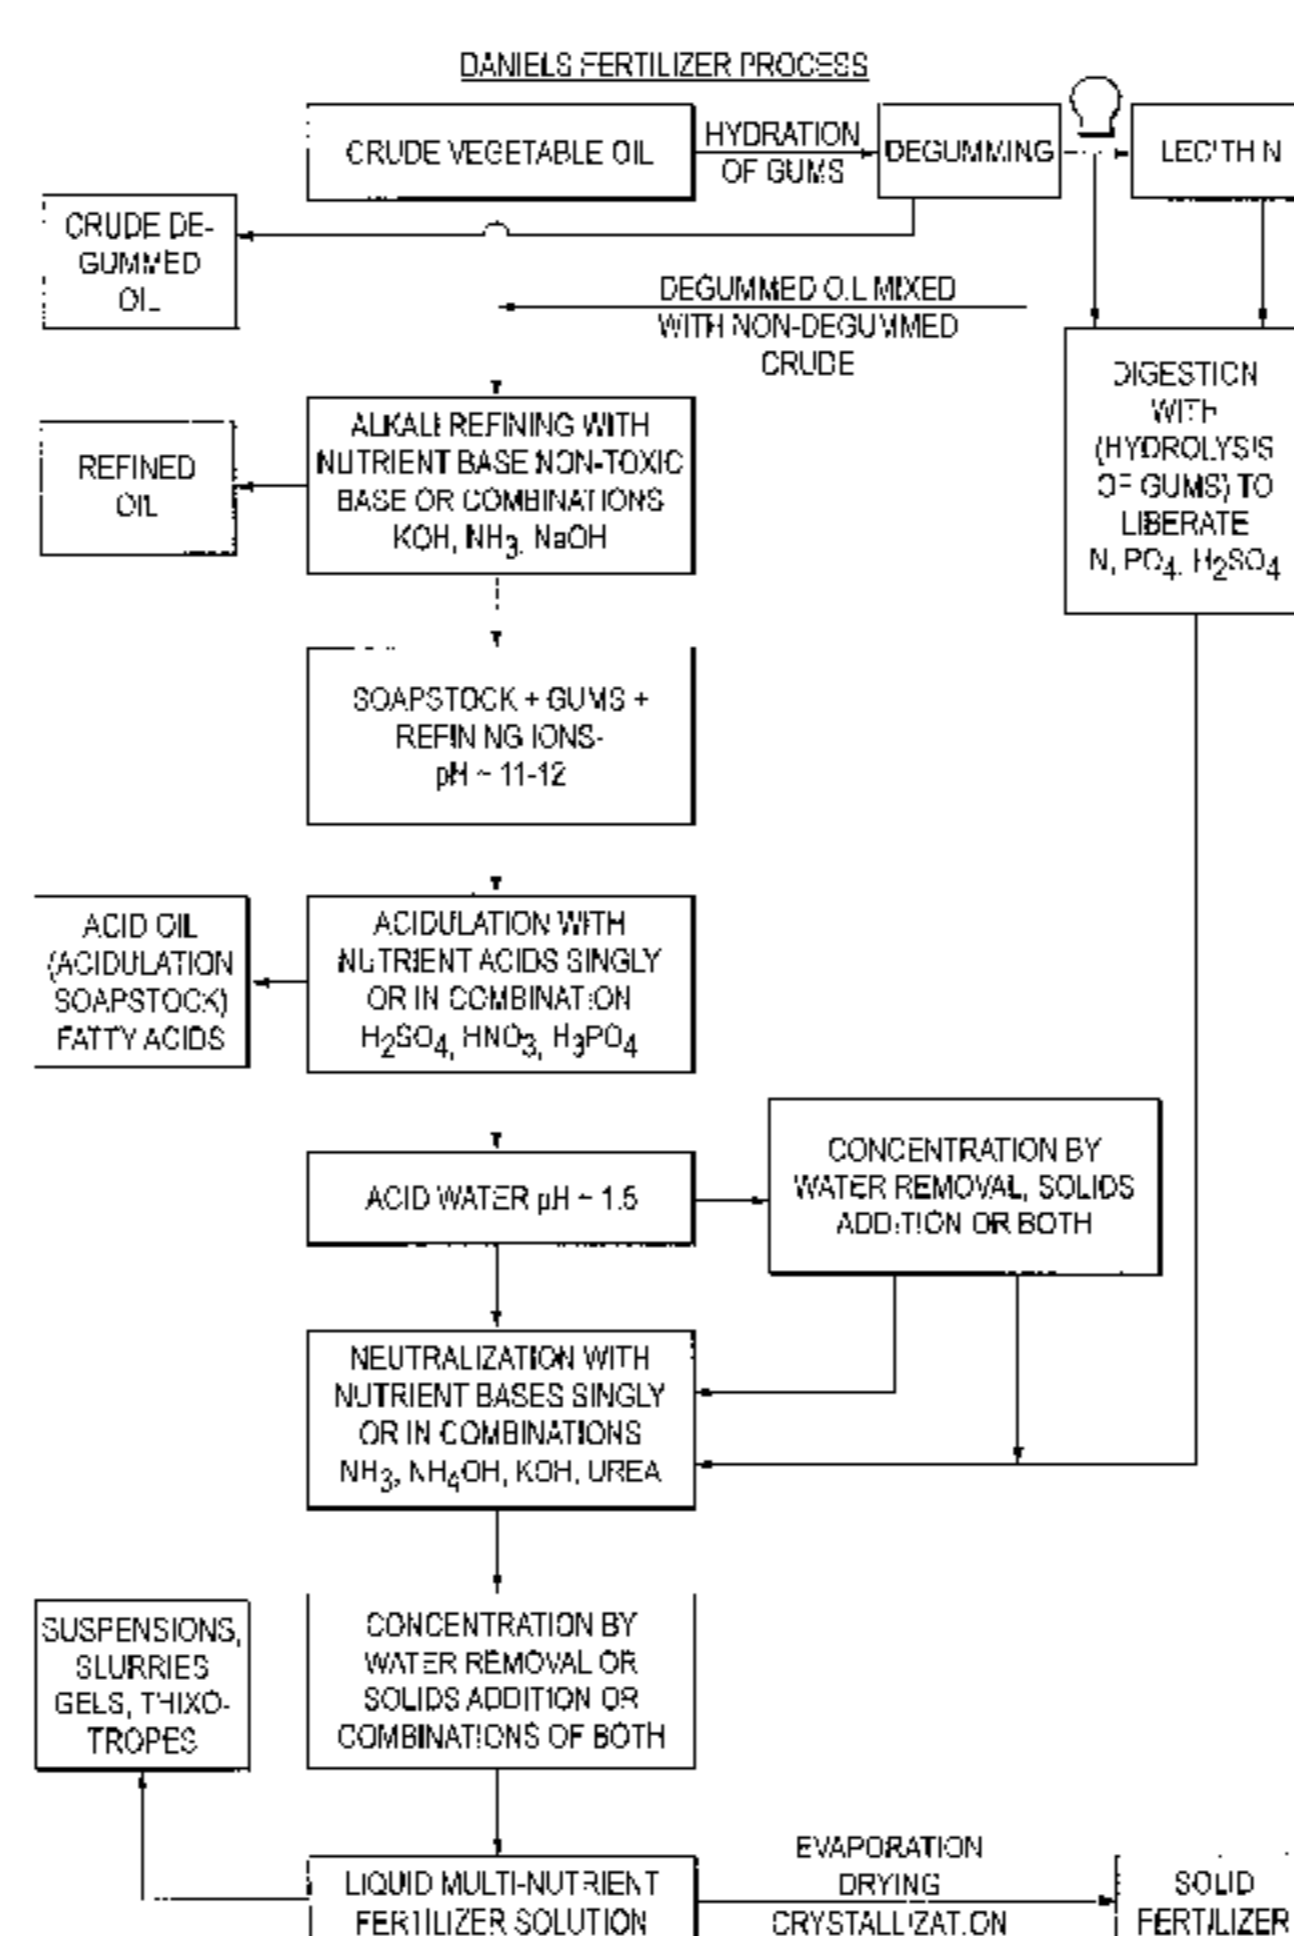 DANIELS FERTILIZER PROCESS
CRUDE VEGETABLE OIL
HYDRATION
OF GUMS
DEGUMMING
LECITHIN
CRUDE DE-
GUMMED
OIL
DEGUMMED OIL MIXED
WITH NON-DEGUMMED
CRUDE
DIGESTION
WITH
(HYDROLYSIS
OF GUMS) TO
LIBERATE
N, PO4, H2SO4
ALKALI REFINING WITH
NUTRIENT BASE NON-TOXIC
BASE OR COMBINATIONS
KOH, NH3, NaOH
REFINED
OIL
SOAPSTOCK + GUMS +
REFINING IONS-
pH ~ 11-12
ACIDULATION WITH
NUTRIENT ACIDS SINGLY
OR IN COMBINATION
H2SO4, HNO3, H3PO4
ACID OIL
(ACIDULATION
SOAPSTOCK)
FATTY ACIDS
ACID WATER pH ~ 1.5
CONCENTRATION BY
WATER REMOVAL, SOLIDS
ADDITION OR BOTH
NEUTRALIZATION WITH
NUTRIENT BASES SINGLY
OR IN COMBINATIONS
NH3, NH4OH, KOH, UREA
CONCENTRATION BY
WATER REMOVAL OR
SOLIDS ADDITION OR
COMBINATIONS OF BOTH
SUSPENSIONS,
SLURRIES
GELS, THIXO-
TROPES
LIQUID MULTI-NUTRIENT
FERTILIZER SOLUTION
EVAPORATION
DRYING
CRYSTALLIZATION
SOLID
FERTILIZER